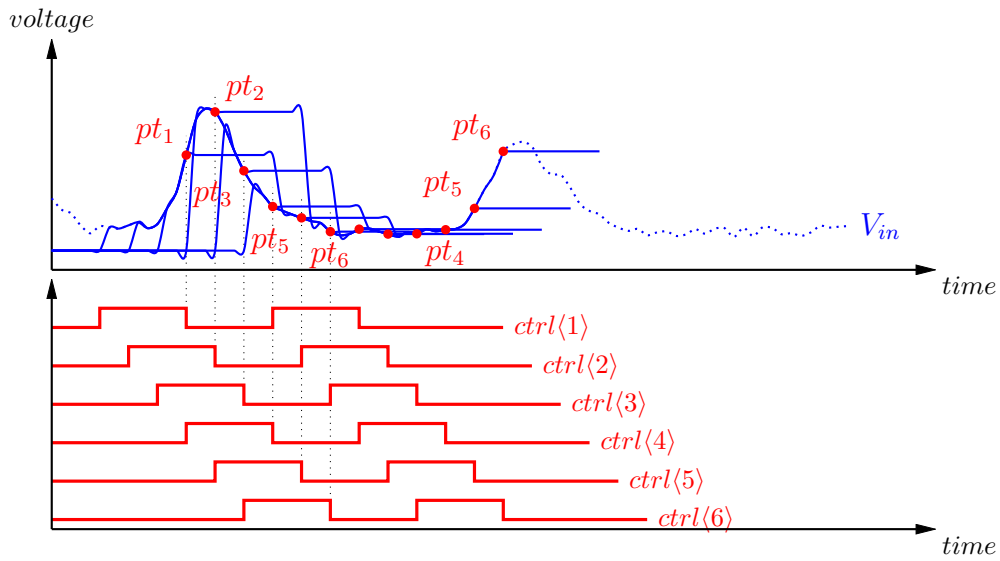 voltage
pt₂
pt₁
pt₆
pt₃
pt₅
pt₅
pt₆
pt₄
V_in
time
ctrl⟨1⟩
ctrl⟨2⟩
ctrl⟨3⟩
ctrl⟨4⟩
ctrl⟨5⟩
ctrl⟨6⟩
time